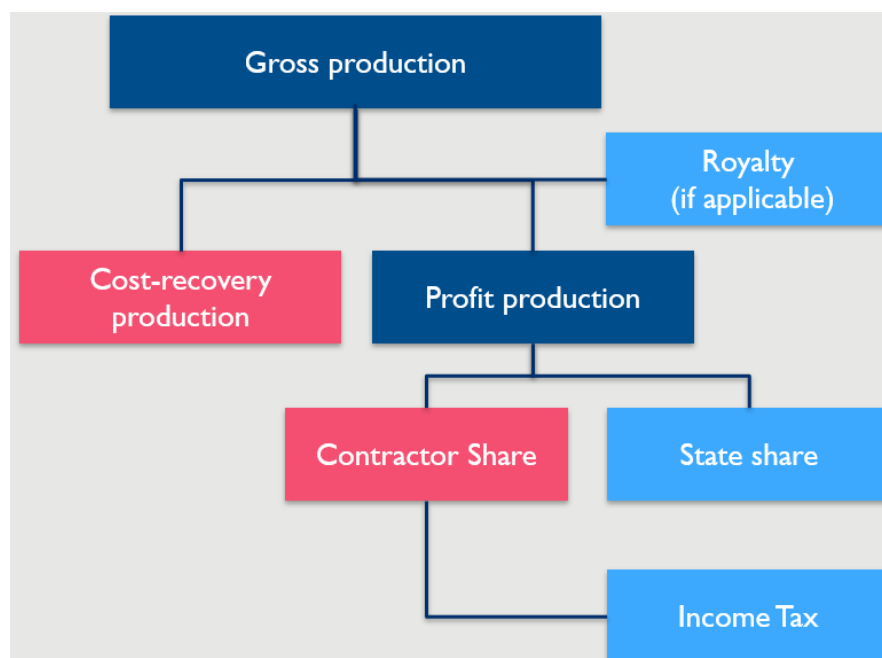 Gross production
Royalty
(if applicable)
Cost-recovery
production
Profit production
Contractor Share
State share
Income Tax